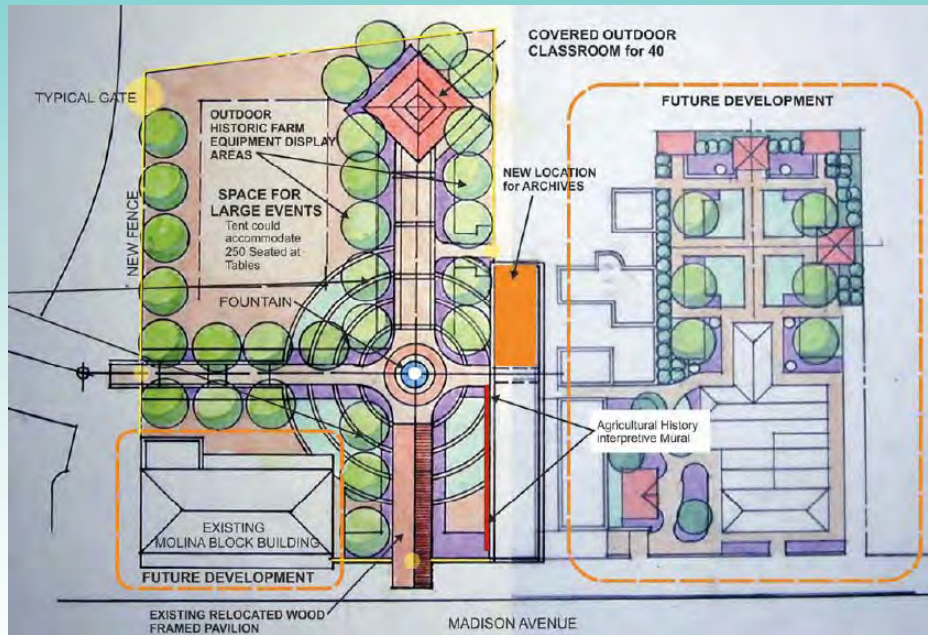 COVERED OUTDOOR
CLASSROOM for 40
TYPICAL GATE
FUTURE DEVELOPMENT
OUTDOOR
HISTORIC FARM
EQUIPMENT DISPLAY
AREAS
NEW LOCATION
for ARCHIVES
SPACE FOR
LARGE EVENTS
Tent could
accommodate
250 Seated at
Tables
NEW FENCE
FOUNTAIN
Agricultural History
interpretive Mural
EXISTING
MOLINA BLOCK BUILDING
FUTURE DEVELOPMENT
EXISTING RELOCATED WOOD
FRAMED PAVILION
MADISON AVENUE